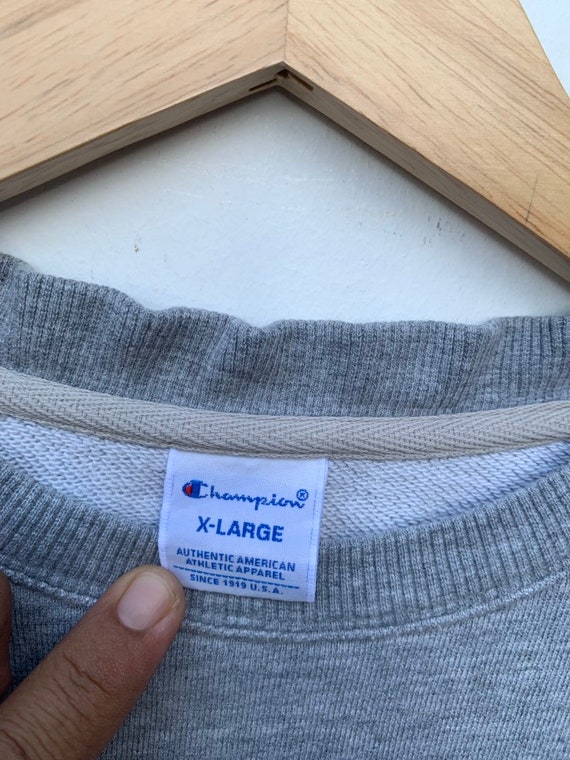 Champion®
X-LARGE
AUTHENTIC AMERICAN
ATHLETIC APPAREL
SINCE 1919 U.S.A.